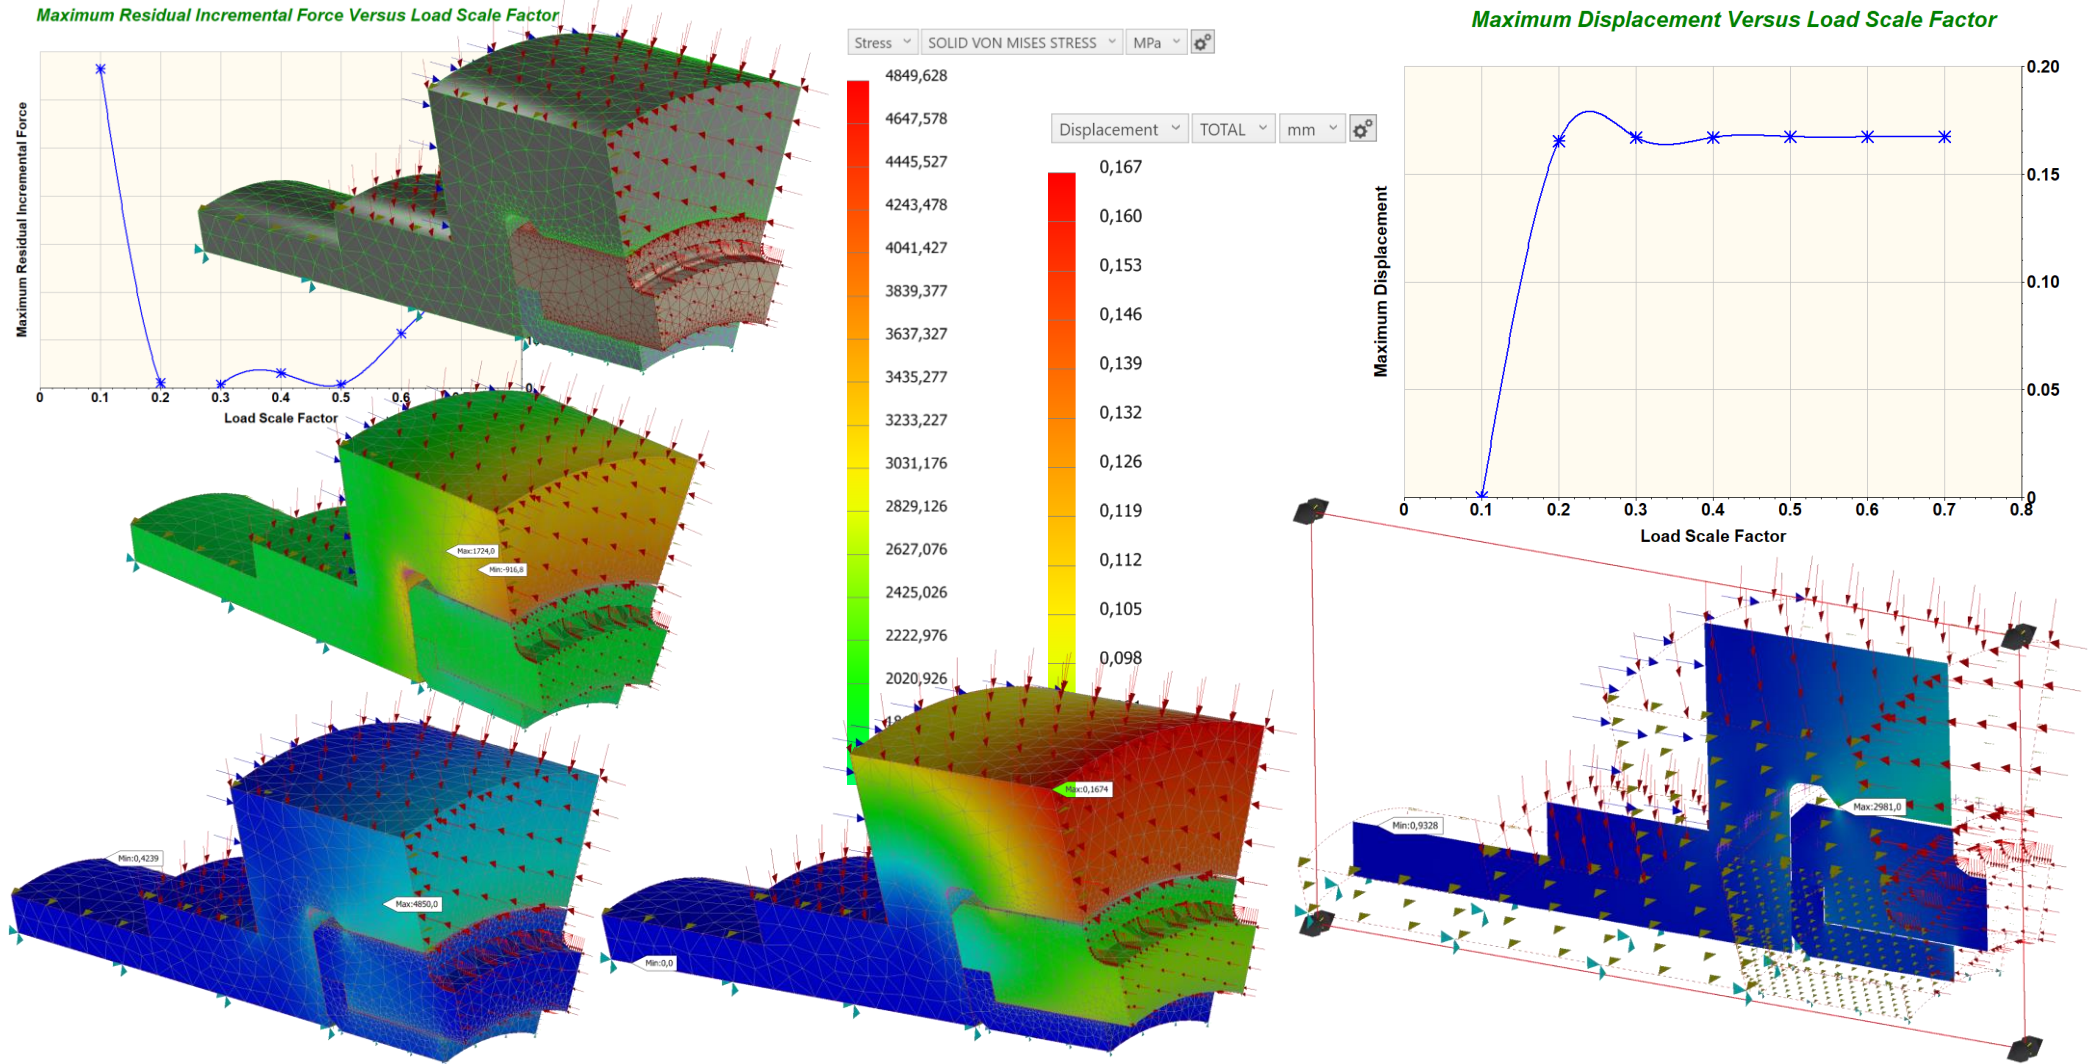 Maximum Residual Incremental Force Versus Load Scale Factor
Maximum Residual Incremental Force
0
0.1
0.2
0.3
0.4
0.5
0.6
0
Load Scale Factor
Stress
SOLID VON MISES STRESS
MPa
4849,628
4647,578
4445,527
4243,478
4041,427
3839,377
3637,327
3435,277
3233,227
3031,176
2829,126
2627,076
2425,026
2222,976
2020,926
Displacement
TOTAL
mm
0,167
0,160
0,153
0,146
0,139
0,132
0,126
0,119
0,112
0,105
0,098
Maximum Displacement Versus Load Scale Factor
Maximum Displacement
0.20
0.15
0.10
0.05
0
0
0.1
0.2
0.3
0.4
0.5
0.6
0.7
0.8
Load Scale Factor
Max:1724,0
Min:-916,8
Min:0,4239
Max:4850,0
Max:0,1674
Min:0,0
Max:2981,0
Min:0,9328